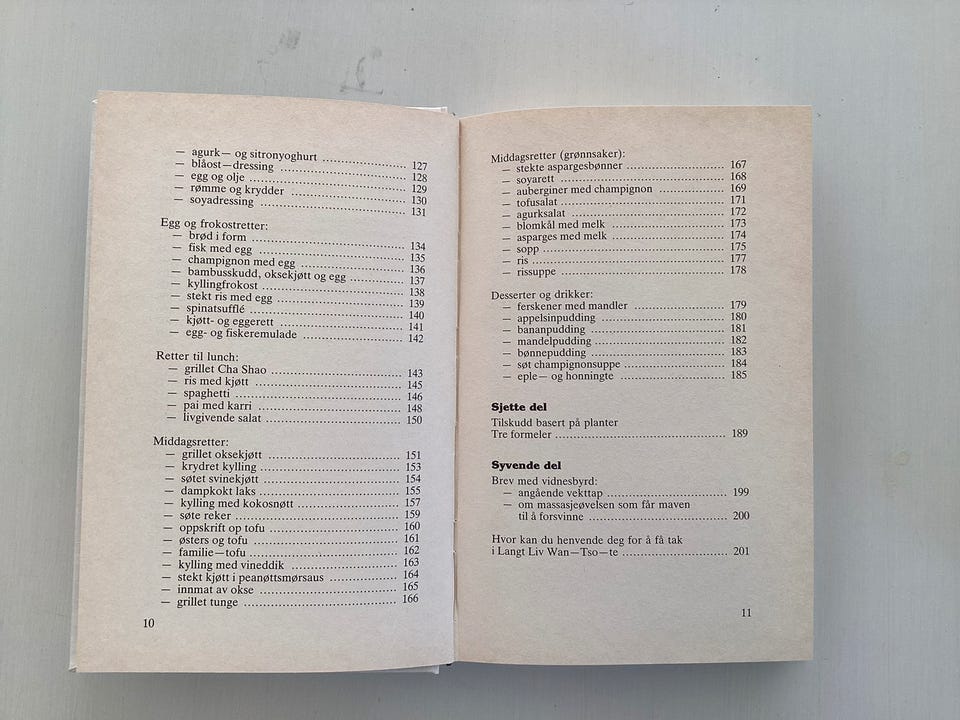 — agurk— og sitronyoghurt ........................ 127
— blåost—dressing ........................ 128
— egg og olje ........................ 129
— rømme og krydder ........................ 130
— soyadressing ........................ 131
Egg og frokostretter:
— brød i form ........................ 134
— fisk med egg ........................ 135
— champignon med egg ........................ 136
— bambusskudd, oksekjøtt og egg ........................ 137
— kyllingfrokost ........................ 138
— stekt ris med egg ........................ 139
— spinatsufflé ........................ 140
— kjøtt- og eggerett ........................ 141
— egg- og fiskeremulade ........................ 142
Retter til lunch:
— grillet Cha Shao ........................ 143
— ris med kjøtt ........................ 145
— spaghetti ........................ 146
— pai med karri ........................ 148
— livgivende salat ........................ 150
Middagsretter:
— grillet oksekjøtt ........................ 151
— krydret kylling ........................ 153
— søtet svinekjøtt ........................ 154
— dampkokt laks ........................ 155
— kylling med kokosnøtt ........................ 157
— søte reker ........................ 159
— oppskrift op tofu ........................ 160
— østers og tofu ........................ 161
— familie—tofu ........................ 162
— kylling med vineddik ........................ 163
— stekt kjøtt i peanøttsmørsaus ........................ 164
— innmat av okse ........................ 165
— grillet tunge ........................ 166
10
Middagsretter (grønnsaker):
— stekte aspargesbønner ........................ 167
— soyarett ........................ 168
— auberginer med champignon ........................ 169
— tofusalat ........................ 171
— agurksalat ........................ 172
— blomkål med melk ........................ 173
— asparges med melk ........................ 174
— sopp ........................ 175
— ris ........................ 177
— rissuppe ........................ 178
Desserter og drikker:
— ferskener med mandler ........................ 179
— appelsinpudding ........................ 180
— bananpudding ........................ 181
— mandelpudding ........................ 182
— bønnepudding ........................ 183
— søt champignonsuppe ........................ 184
— eple— og honningte ........................ 185
Sjette del
Tilskudd basert på planter
Tre formeler ........................ 189
Syvende del
Brev med vidnesbyrd:
— angående vekttap ........................ 199
— om massasjeøvelsen som får maven
til å forsvinne ........................ 200
Hvor kan du henvende deg for å få tak
i Langt Liv Wan—Tso—te ........................ 201
11